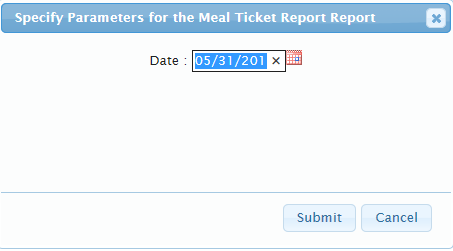 Specify Parameters for the Meal Ticket Report Report
Date : 05/31/201
Submit Cancel